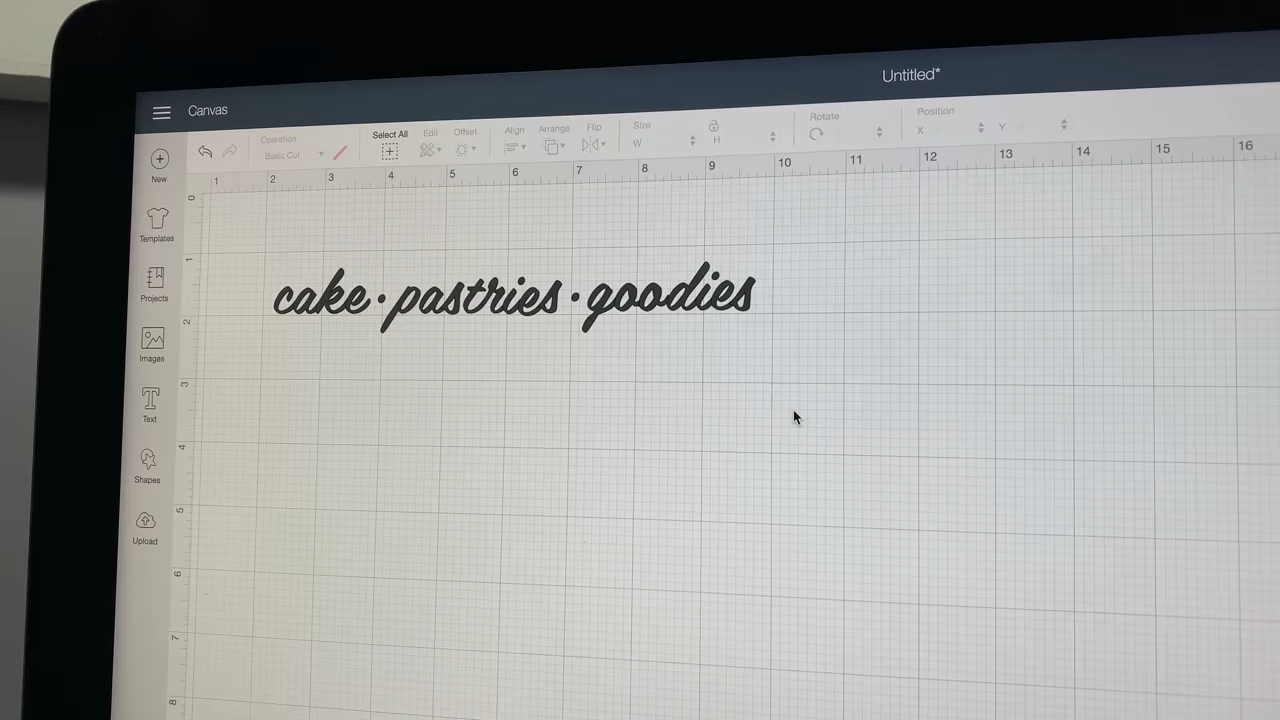 Untitled*
Canvas
Operation
Basic Cut
Select All
Edit
Offset
Align
Arrange
Flip
Size
W
H
Rotate
Position
X
Y
1 2 3 4 5 6 7 8 9 10 11 12 13 14 15 16
New
Templates
Projects
Images
Text
Shapes
Upload
0
1
2
3
4
5
6
7
8
cake·pastries·goodies